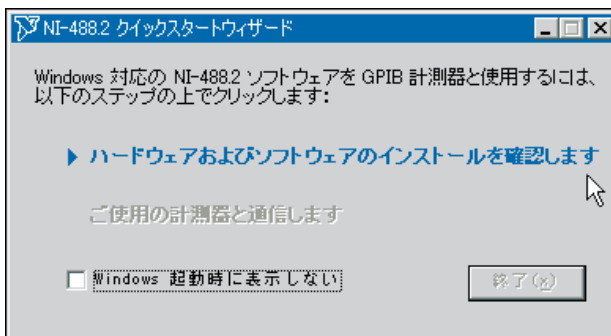 NI-488.2 クイックスタートウィザード
Windows 対応の NI-488.2 ソフトウェアを GPIB 計測器と使用するには、
以下のステップの上でクリックします:
ハードウェアおよびソフトウェアのインストールを確認します
ご使用の計測器と通信します
Windows 起動時に表示しない
終了(x)